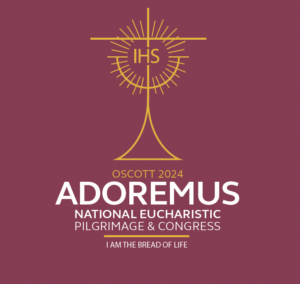 IHS
OSCOTT 2024
ADOREMUS
NATIONAL EUCHARISTIC
PILGRIMAGE & CONGRESS
I AM THE BREAD OF LIFE